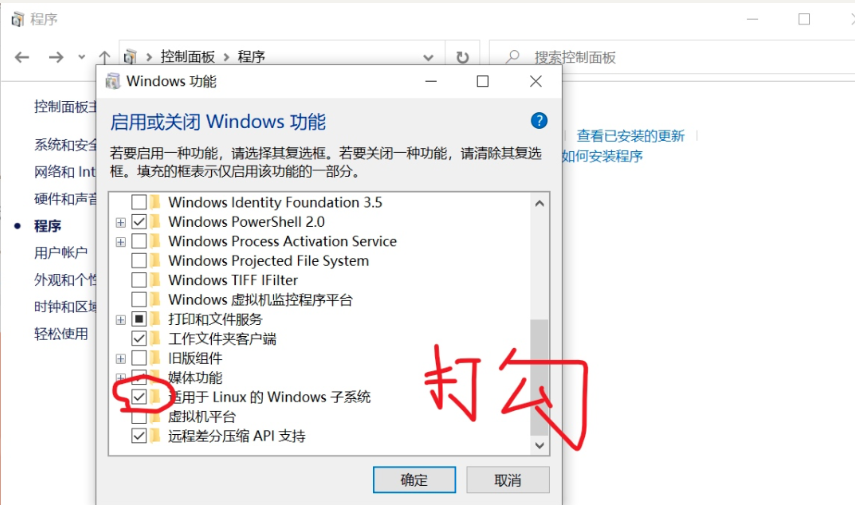 程序
控制面板 > 程序
搜索控制面板
Windows 功能
控制面板主
启用或关闭 Windows 功能
?
查看已安装的更新
如何安装程序
系统和安全
若要启用一种功能，请选择其复选框。若要关闭一种功能，请清除其复选
框。填充的框表示仅启用该功能的一部分。
网络和 Int
硬件和声音
程序
用户帐户
外观和个性
时钟和区域
轻松使用
Windows Identity Foundation 3.5
Windows PowerShell 2.0
Windows Process Activation Service
Windows Projected File System
Windows TIFF IFilter
Windows 虚拟机监控程序平台
打印和文件服务
工作文件夹客户端
旧版组件
媒体功能
适用于 Linux 的 Windows 子系统
虚拟机平台
远程差分压缩 API 支持
打勾
确定
取消